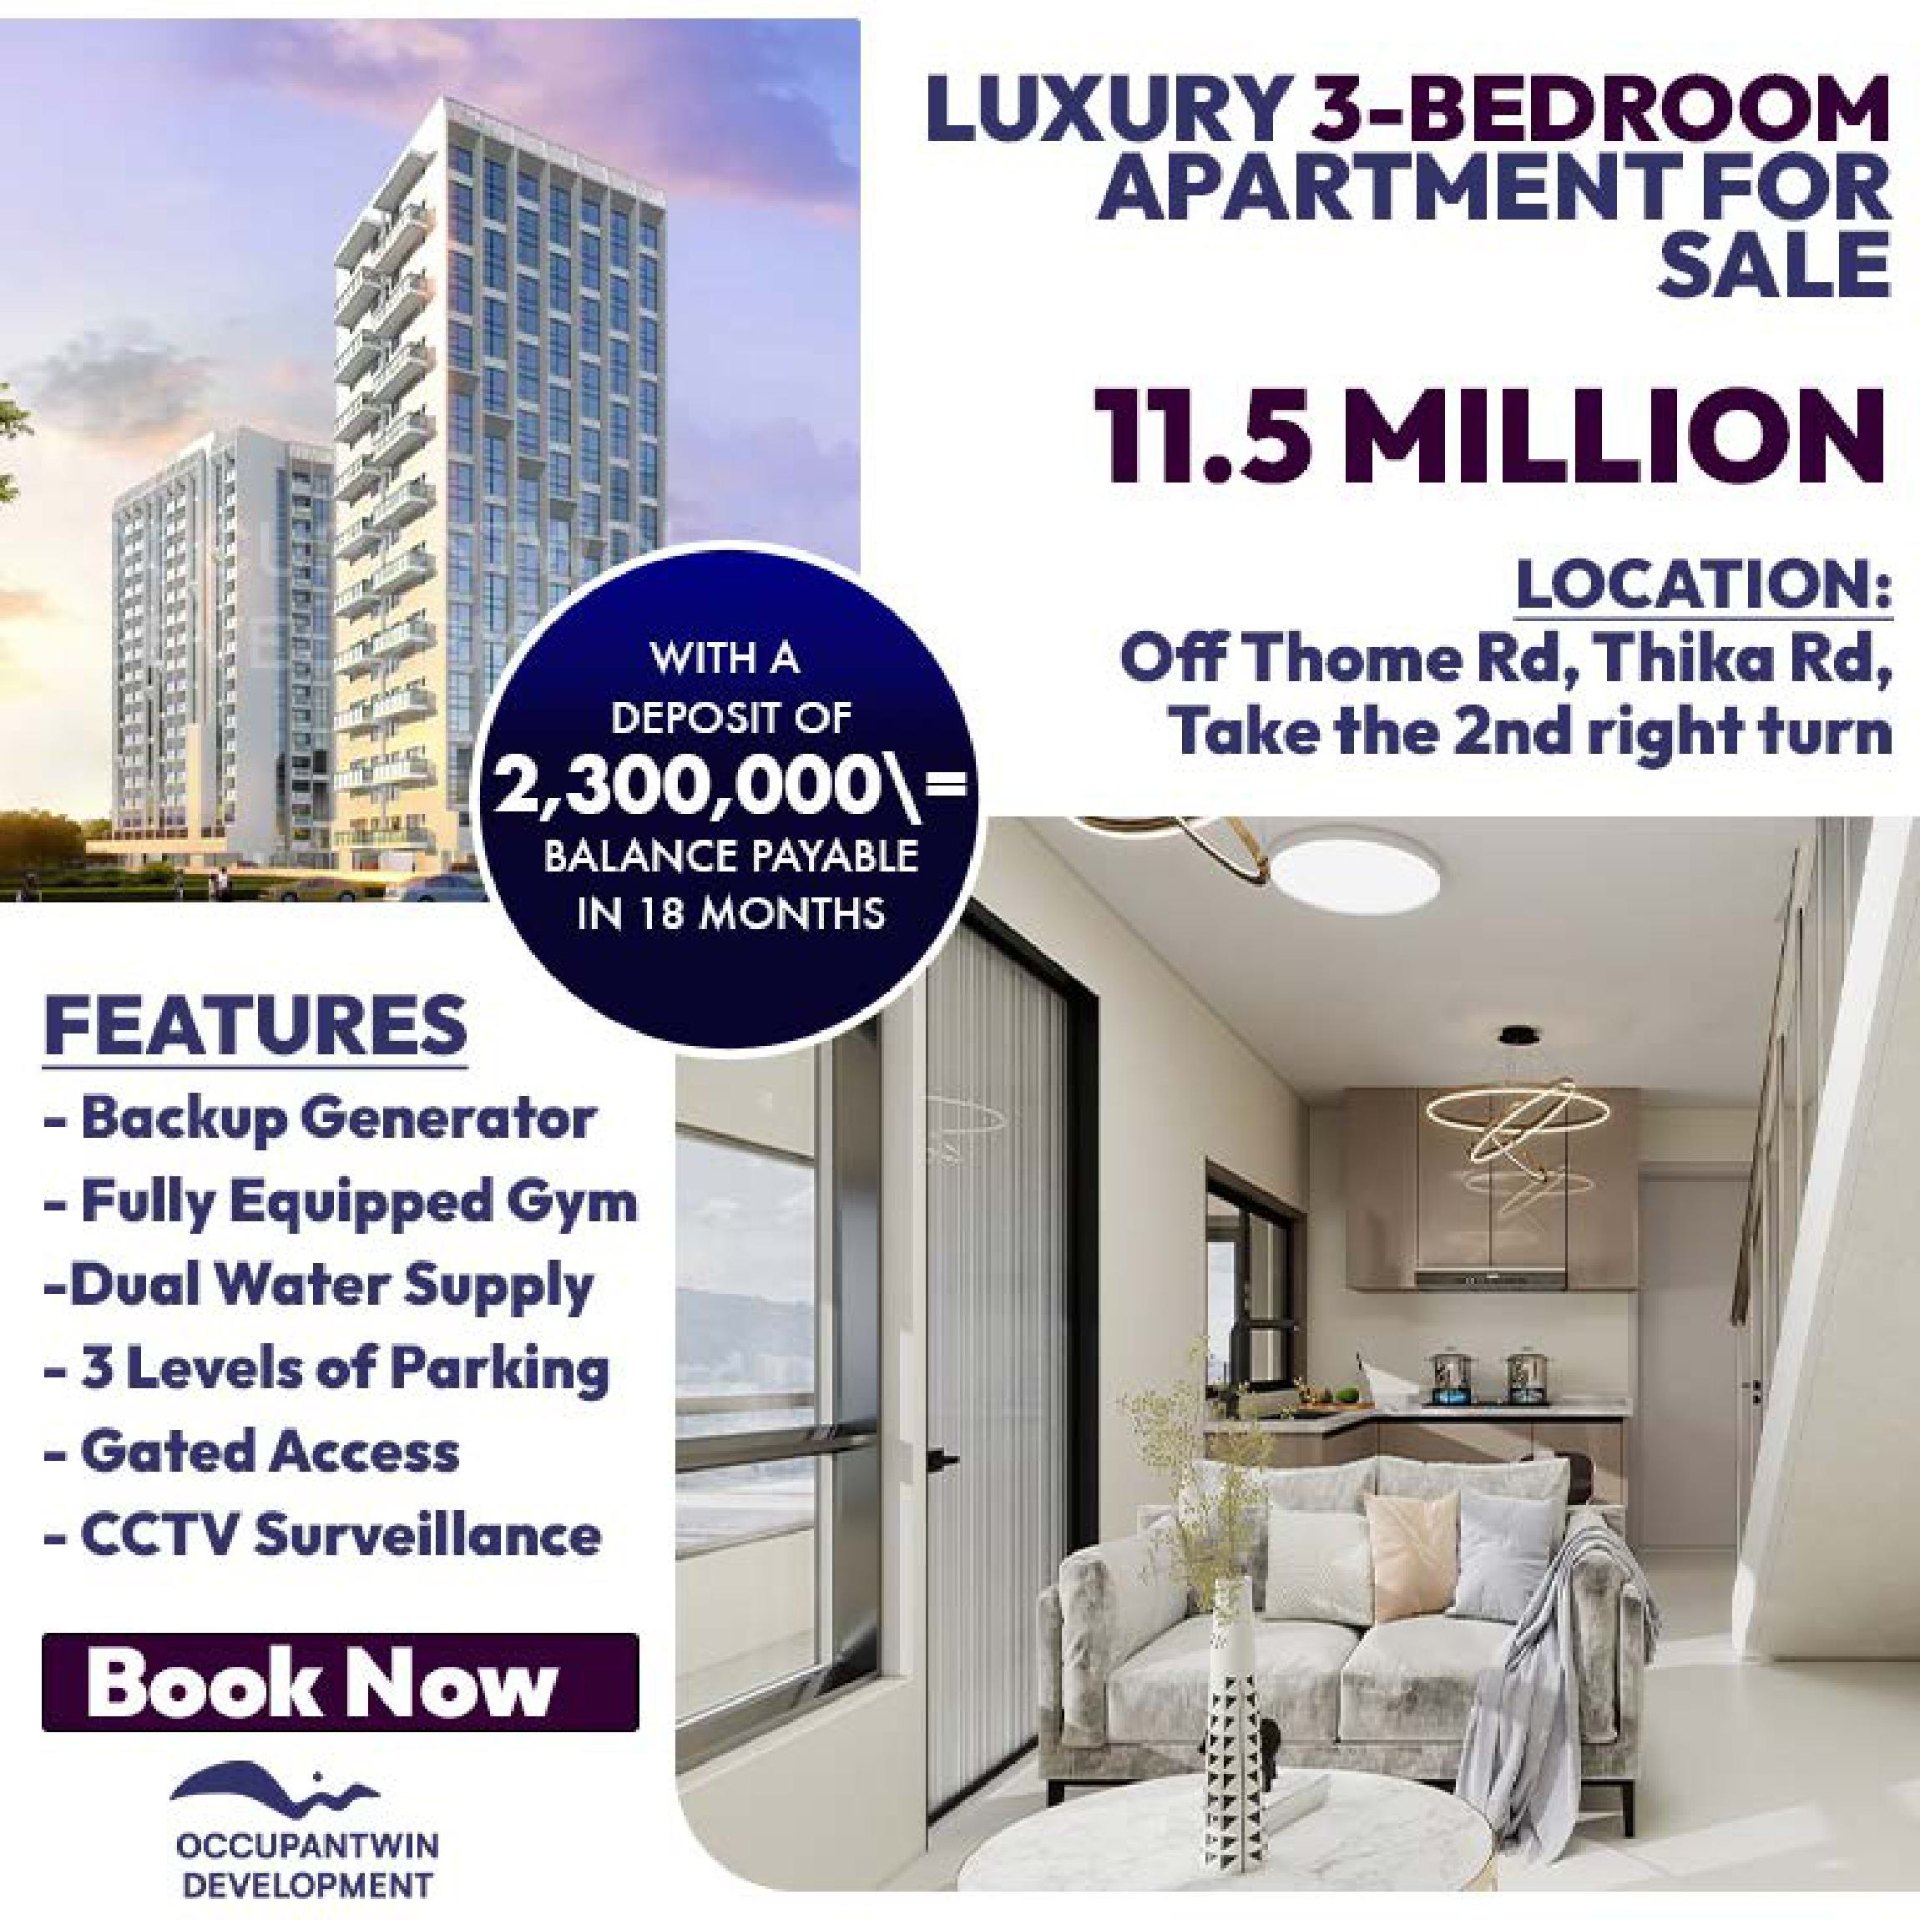 LUXURY 3-BEDROOM
APARTMENT FOR
SALE
11.5 MILLION
LOCATION:
Off Thome Rd, Thika Rd,
Take the 2nd right turn
WITH A
DEPOSIT OF
2,300,000\=
BALANCE PAYABLE
IN 18 MONTHS
FEATURES
- Backup Generator
- Fully Equipped Gym
-Dual Water Supply
- 3 Levels of Parking
- Gated Access
- CCTV Surveillance
Book Now
OCCUPANTWIN
DEVELOPMENT